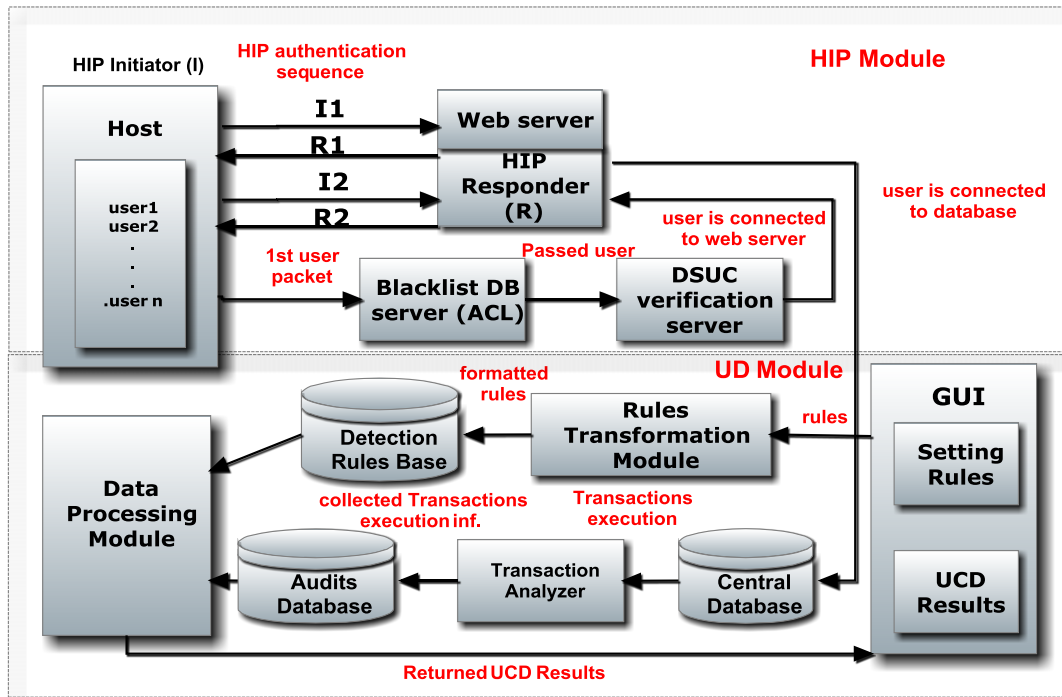 HIP authentication
sequence
HIP Module
HIP Initiator (I)
Host
user1
user2
.
.
.
.user n
I1
R1
I2
R2
Web server
HIP
Responder
(R)
user is connected
to database
user is connected
to web server
1st user
packet
Passed user
Blacklist DB
server (ACL)
DSUC
verification
server
UD Module
formatted
rules
rules
GUI
Setting
Rules
UCD
Results
Rules
Transformation
Module
Detection
Rules Base
Data
Processing
Module
collected Transactions
execution inf.
Transactions
execution
Audits
Database
Transaction
Analyzer
Central
Database
Returned UCD Results